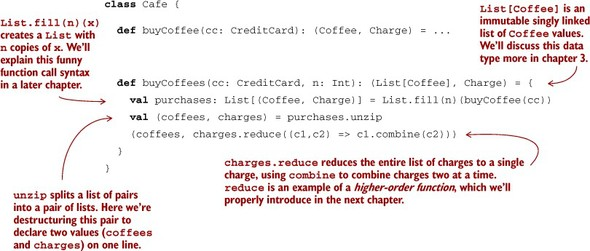 class Cafe {
List.fill(n)(x)
creates a List with
n copies of x. We'll
explain this funny
function call syntax
in a later chapter.
List[Coffee] is an
immutable singly linked
list of Coffee values.
We'll discuss this data
type more in chapter 3.
def buyCoffee(cc: CreditCard): (Coffee, Charge) = ...
def buyCoffees(cc: CreditCard, n: Int): (List[Coffee], Charge) = {
val purchases: List[(Coffee, Charge)] = List.fill(n)(buyCoffee(cc))
val (coffees, charges) = purchases.unzip
(coffees, charges.reduce((c1,c2) => c1.combine(c2)))
}
}
unzip splits a list of pairs
into a pair of lists. Here we're
destructuring this pair to
declare two values (coffees
and charges) on one line.
charges.reduce reduces the entire list of charges to a single
charge, using combine to combine charges two at a time.
reduce is an example of a higher-order function, which we'll
properly introduce in the next chapter.